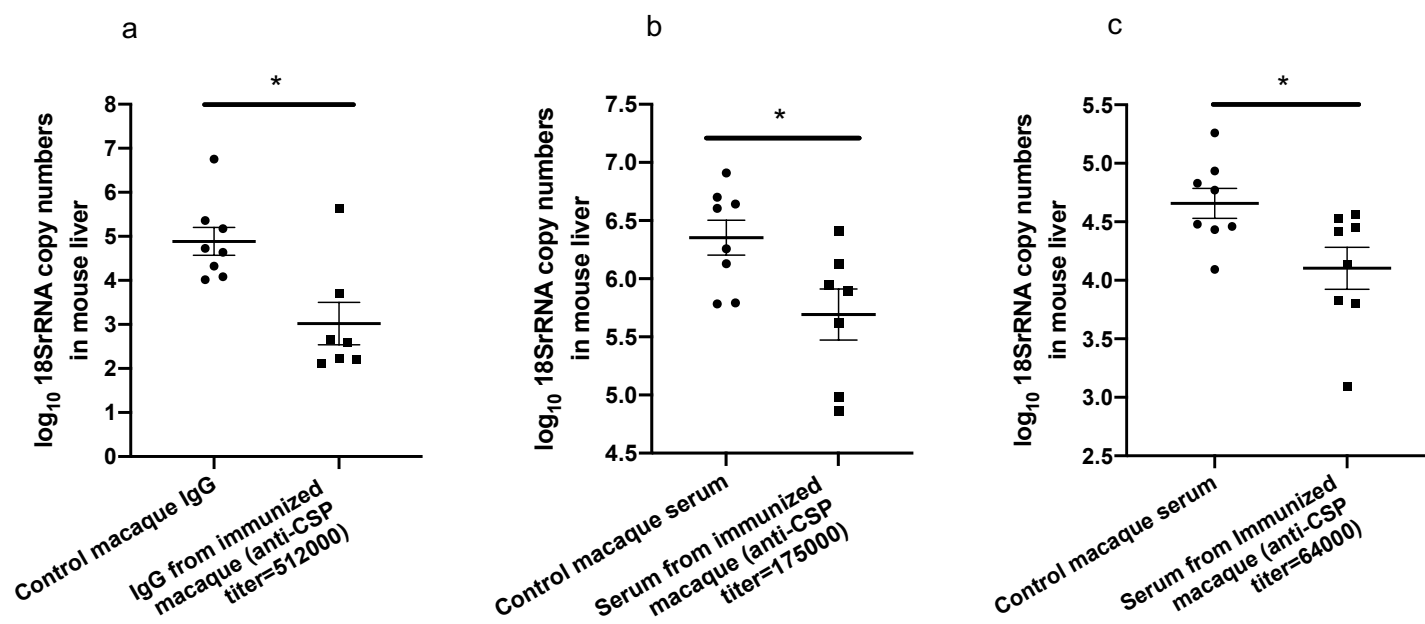 a
*
8
7
6
5
4
3
2
1
0
log10 18SrRNA copy numbers
in mouse liver
Control macaque IgG
IgG from immunized
macaque (anti-CSP
titer=512000)
b
*
7.5
7.0
6.5
6.0
5.5
5.0
4.5
log10 18SrRNA copy numbers
in mouse liver
Control macaque serum
Serum from immunized
macaque (anti-CSP
titer=175000)
c
*
5.5
5.0
4.5
4.0
3.5
3.0
2.5
log10 18SrRNA copy numbers
in mouse liver
Control macaque serum
Serum from Immunized
macaque (anti-CSP
titer=64000)